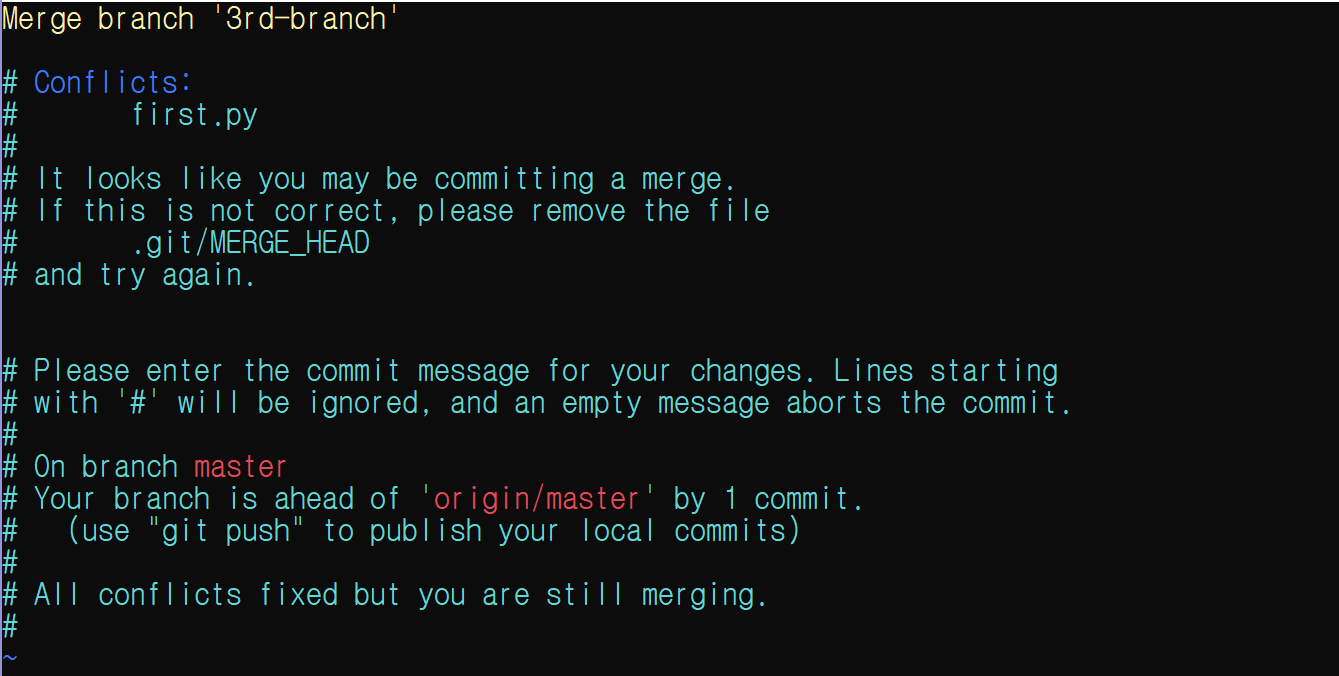 Merge branch '3rd-branch'
# Conflicts:
#       first.py
#
# It looks like you may be committing a merge.
# If this is not correct, please remove the file
#       .git/MERGE_HEAD
# and try again.
# Please enter the commit message for your changes. Lines starting
# with '#' will be ignored, and an empty message aborts the commit.
#
# On branch master
# Your branch is ahead of 'origin/master' by 1 commit.
#   (use "git push" to publish your local commits)
#
# All conflicts fixed but you are still merging.
#
~